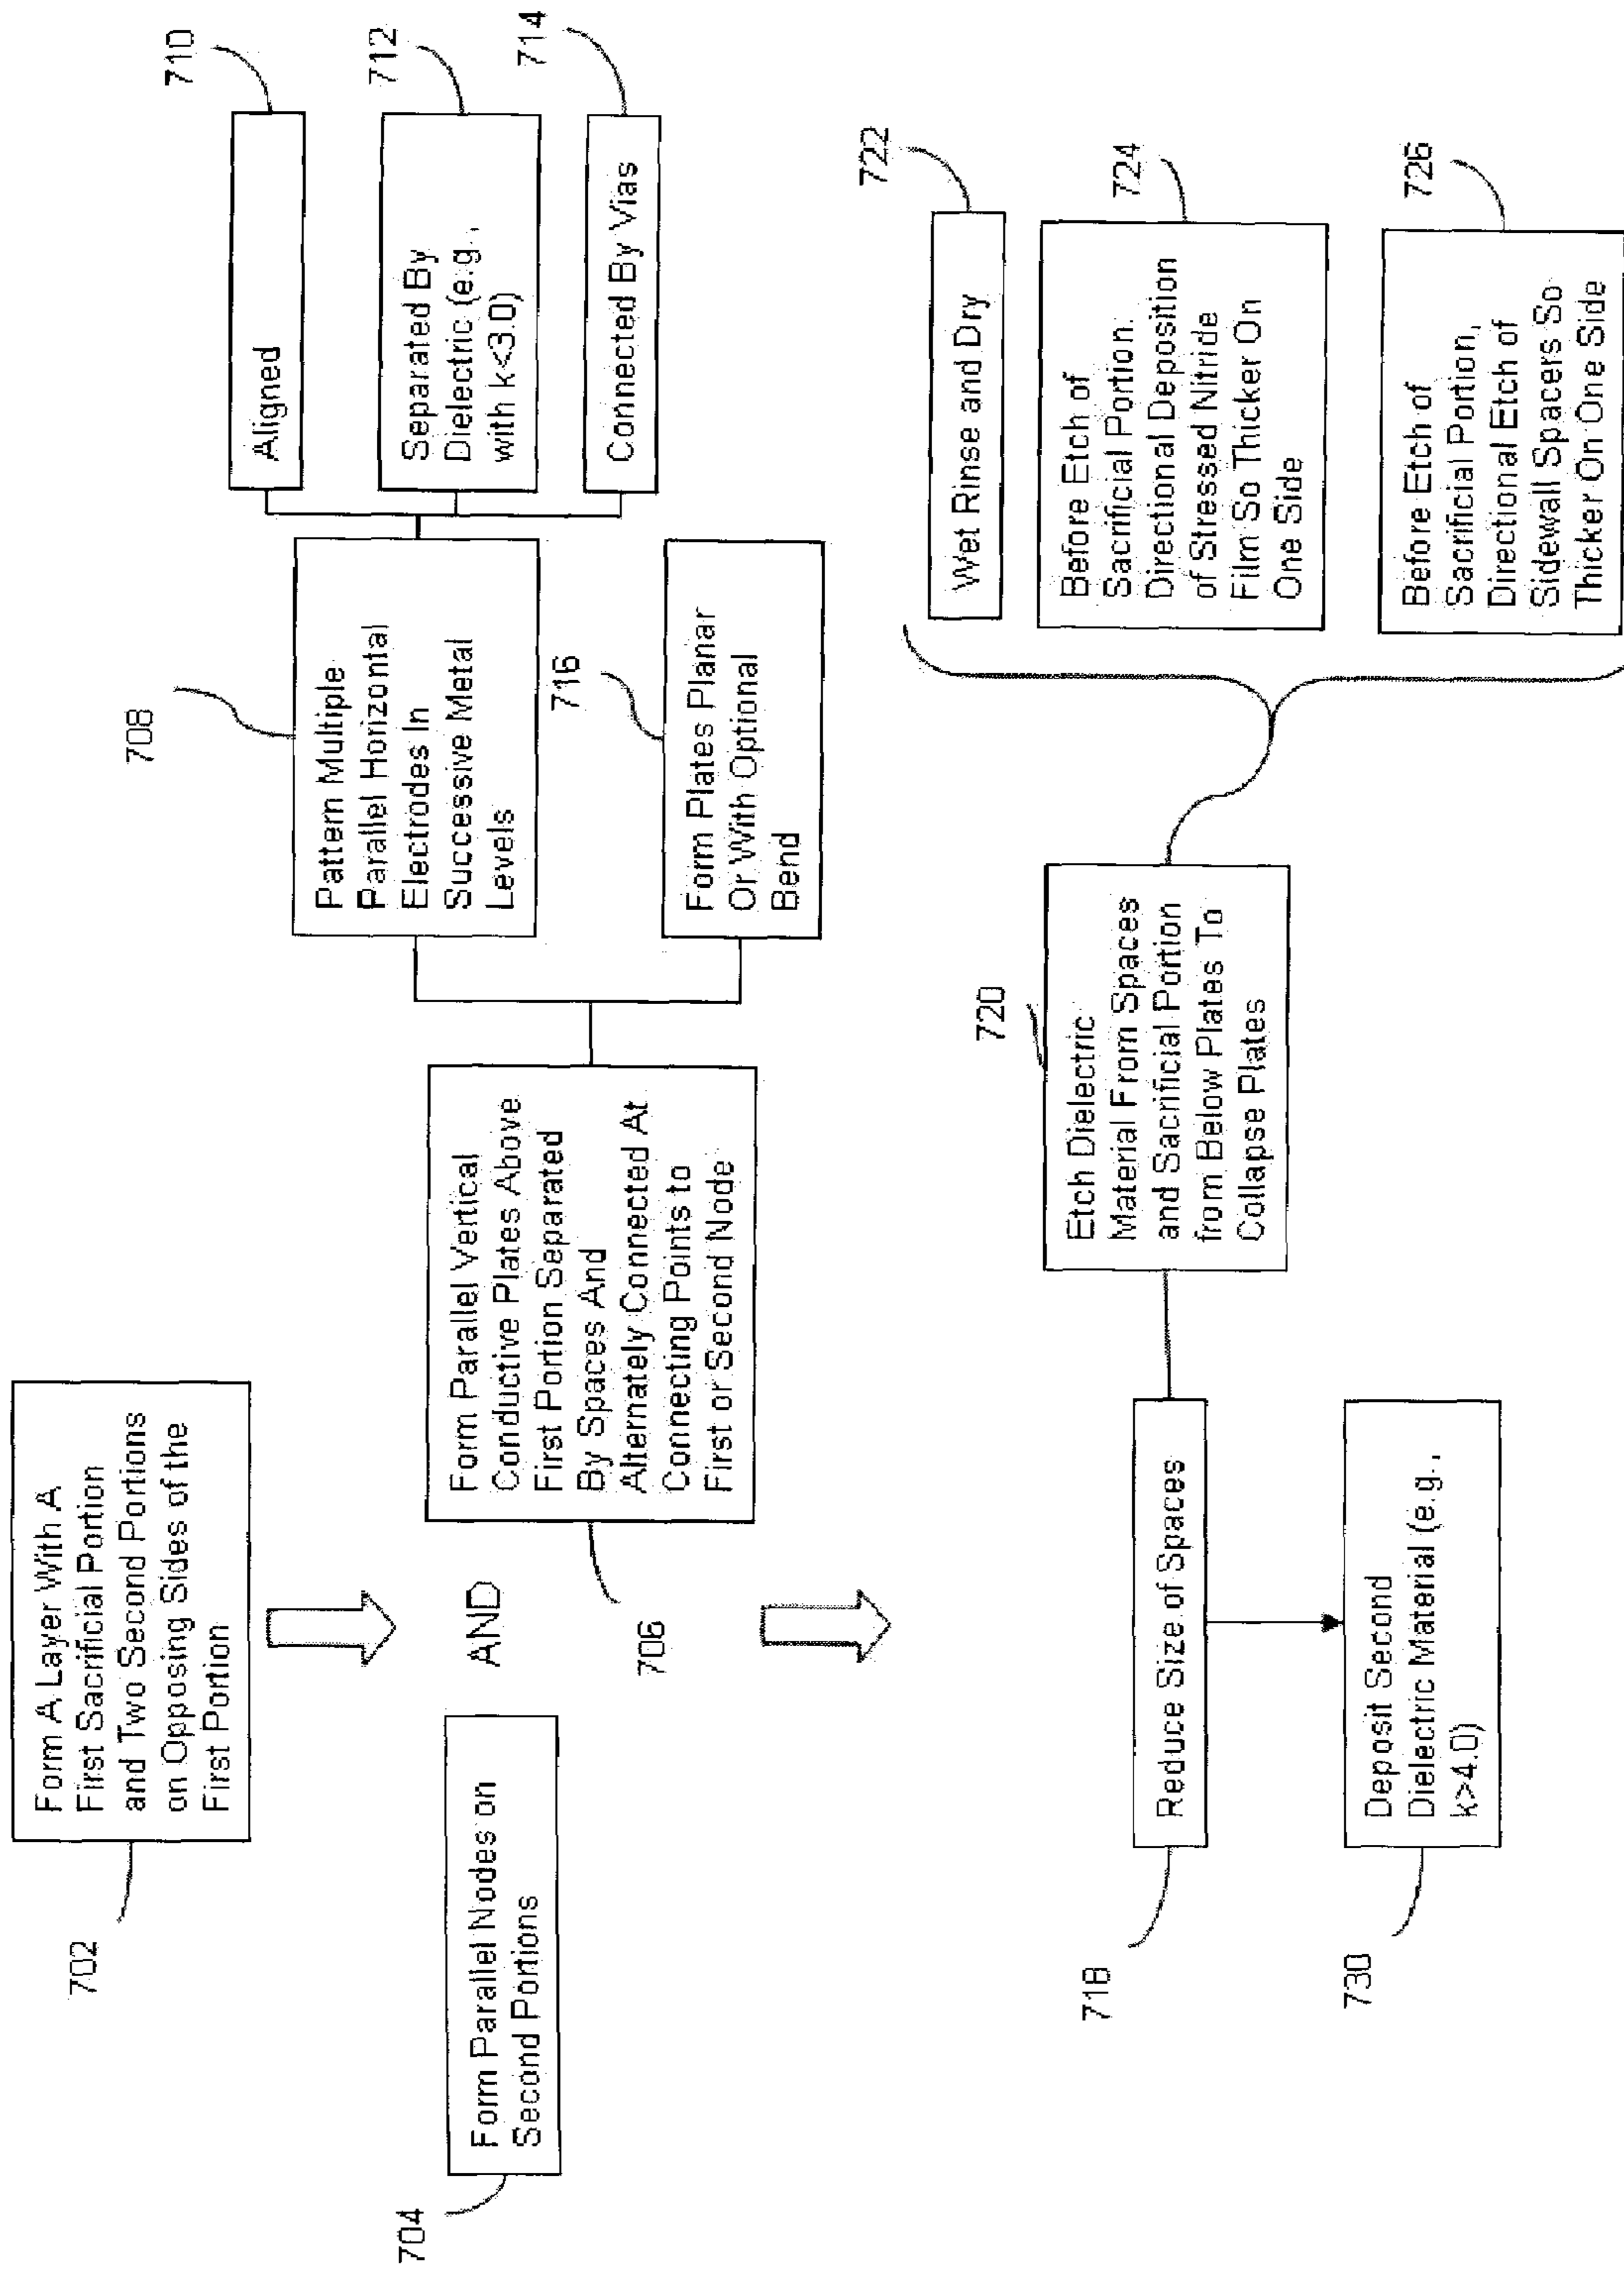 702
Form A Layer With A
First Sacrificial Portion
and Two Second Portions
on Opposing Sides of the
First Portion
704
Form Parallel Nodes on
Second Portions
AND
706
Form Parallel Vertical
Conductive Plates Above
First Portion Separated
By Spaces And
Alternately Connected At
Connecting Points to
First or Second Node
708
Pattern Multiple
Parallel Horizontal
Electrodes In
Successive Metal
Levels
710
Aligned
712
Separated By
Dielectric (e.g.,
with k<3.0)
714
Connected By Vias
716
Form Plates Planar
Or With Optional
Bend
718
Reduce Size of Spaces
720
Etch Dielectric
Material From Spaces
and Sacrificial Portion
from Below Plates To
Collapse Plates
722
Wet Rinse and Dry
724
Before Etch of
Sacrificial Portion.
Directional Deposition
of Stressed Nitride
Film So Thicker On
One Side
726
Before Etch of
Sacrificial Portion,
Directional Etch of
Sidewall Spacers So
Thicker On One Side
730
Deposit Second
Dielectric Material (e.g.,
k>4.0)